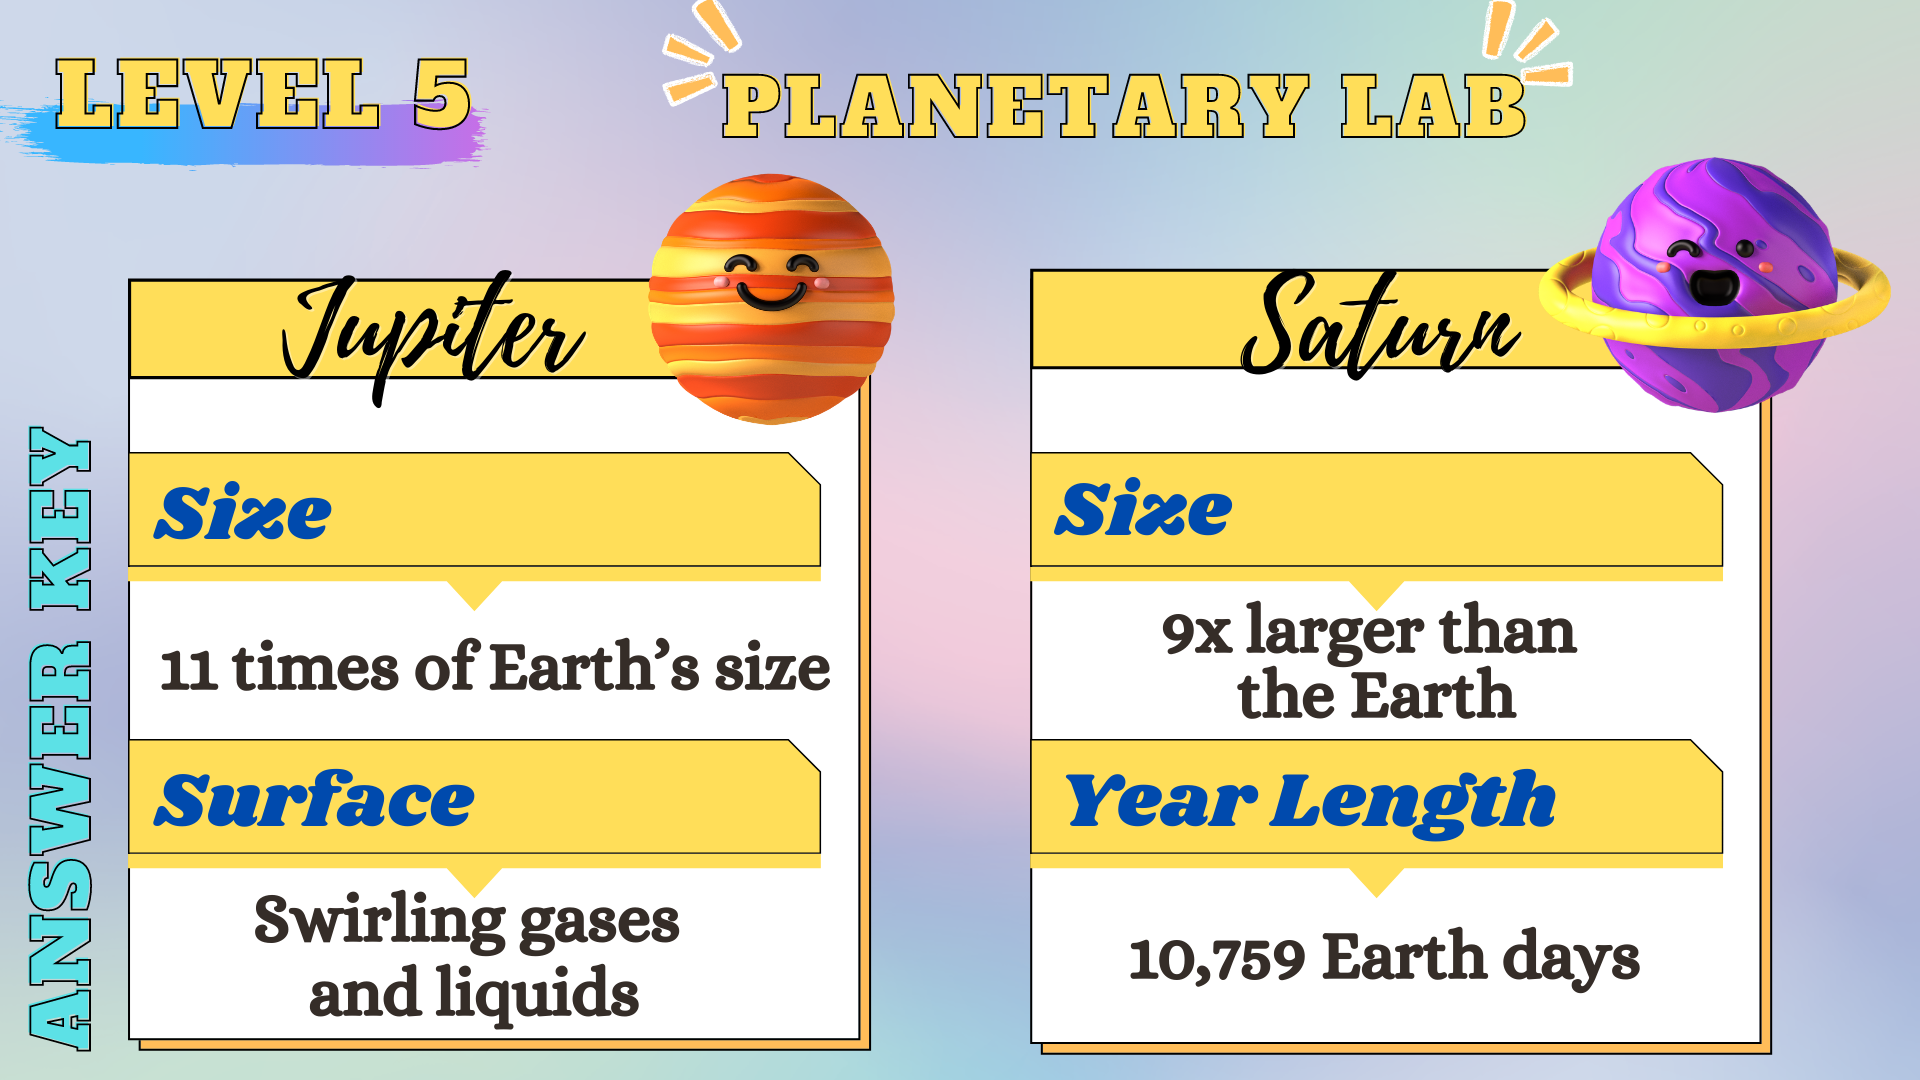 LEVEL 5
PLANETARY LAB
ANSWER KEY
Jupiter
Size
11 times of Earth’s size
Surface
Swirling gases
and liquids
Saturn
Size
9x larger than
the Earth
Year Length
10,759 Earth days